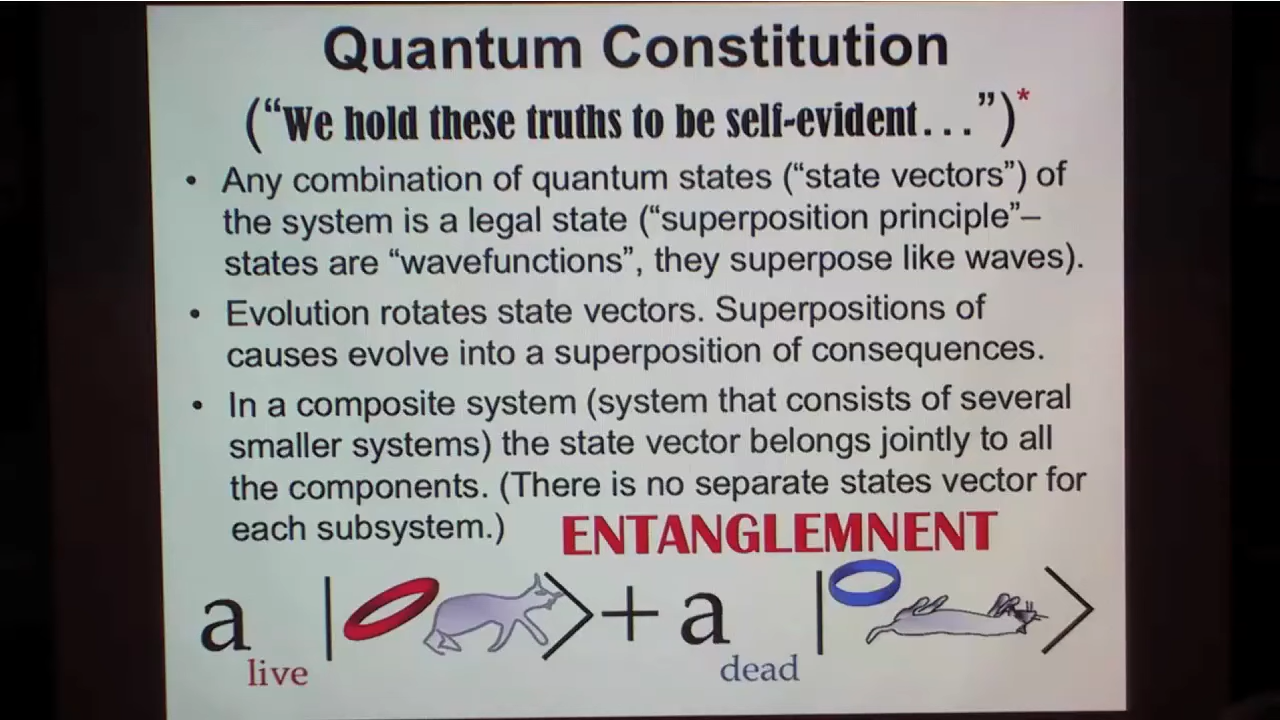 Quantum Constitution
(“We hold these truths to be self-evident...”)*
• Any combination of quantum states (“state vectors”) of
the system is a legal state (“superposition principle”–
states are “wavefunctions”, they superpose like waves).
• Evolution rotates state vectors. Superpositions of
causes evolve into a superposition of consequences.
• In a composite system (system that consists of several
smaller systems) the state vector belongs jointly to all
the components. (There is no separate states vector for
each subsystem.) ENTANGLEMNENT
a live | > + a dead | >